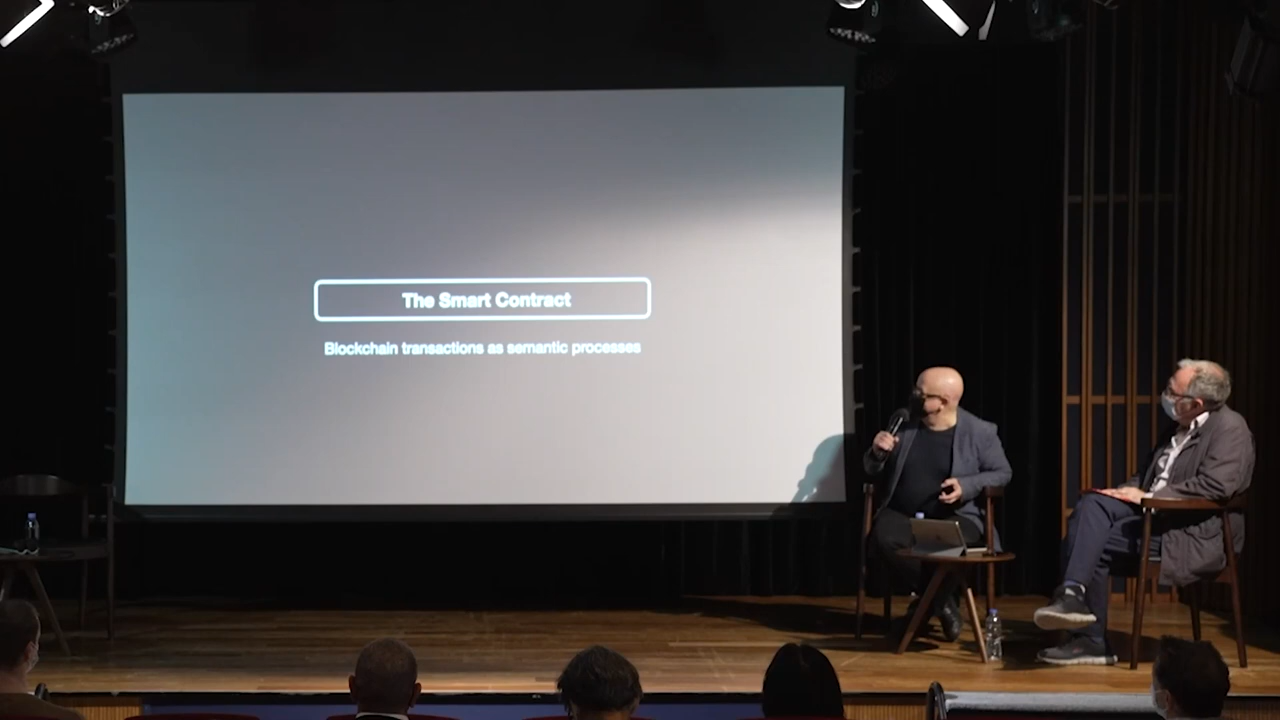 The Smart Contract
Blockchain transactions as semantic processes